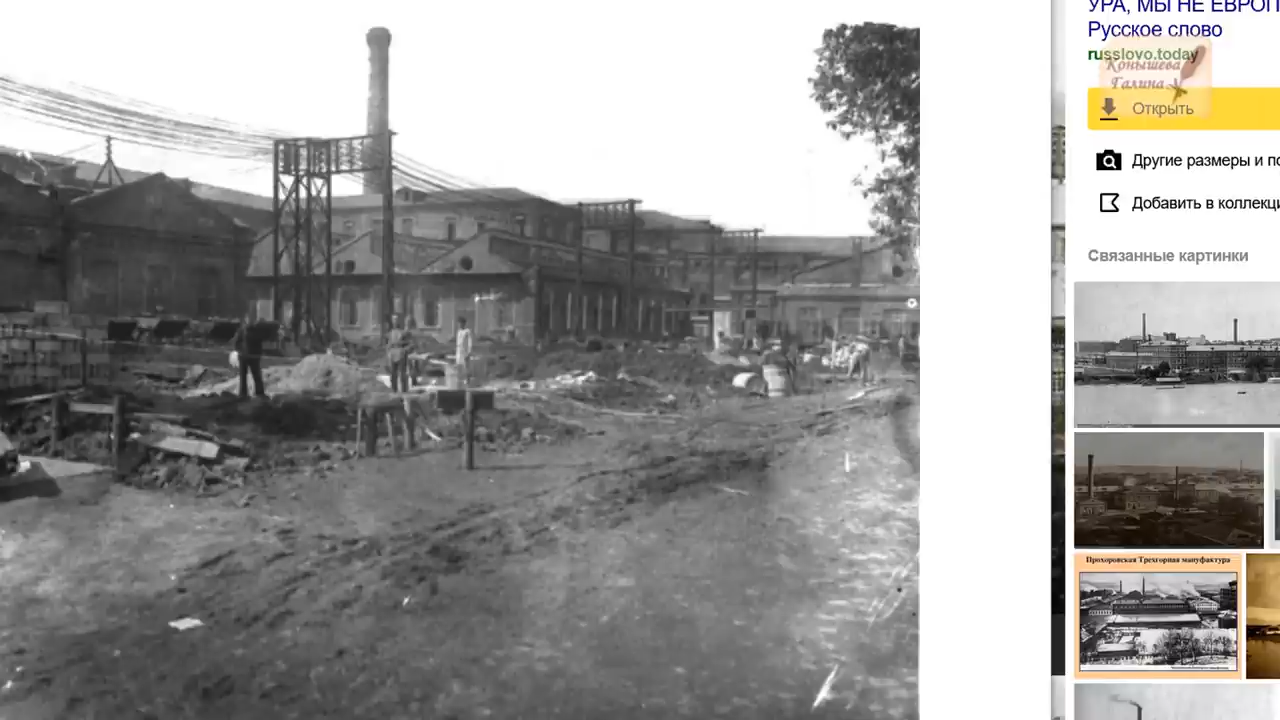 УРА, МЫ НЕ ЕВРОП
Русское слово
russlovo.today
Конышева
Галина
Открыть
Другие размеры и по
Добавить в коллекци
Связанные картинки
Прохоровская Трехгорная мануфактура